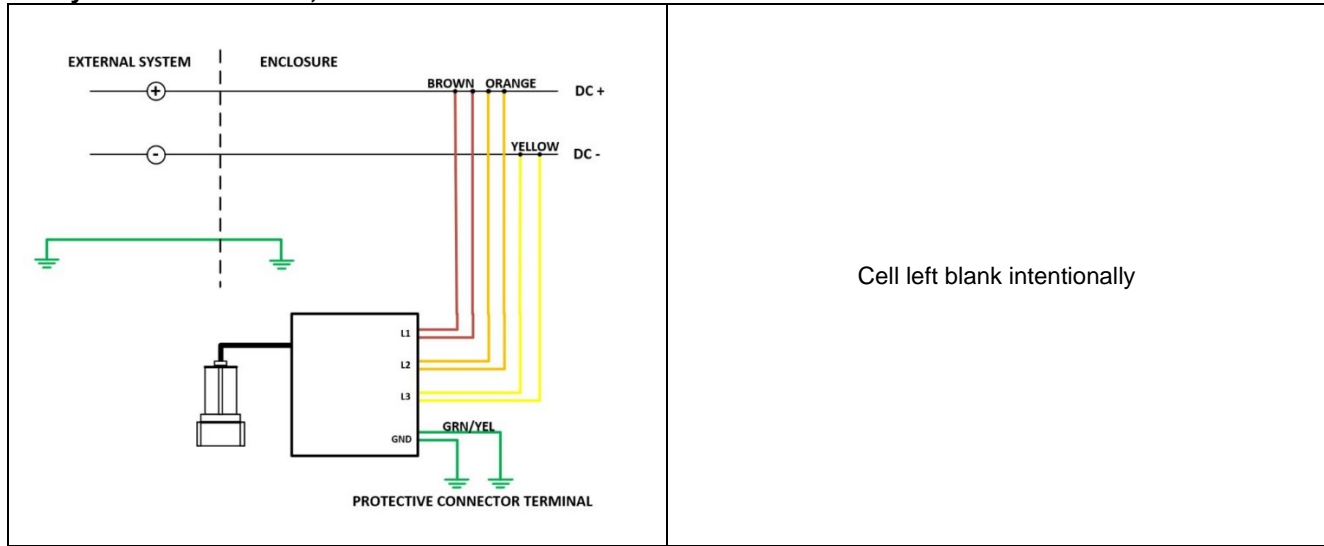 EXTERNAL SYSTEM ENCLOSURE
BROWN ORANGE
+ DC +
YELLOW
- DC -
Cell left blank intentionally
L1
L2
L3
GRN/YEL
GND
PROTECTIVE CONNECTOR TERMINAL